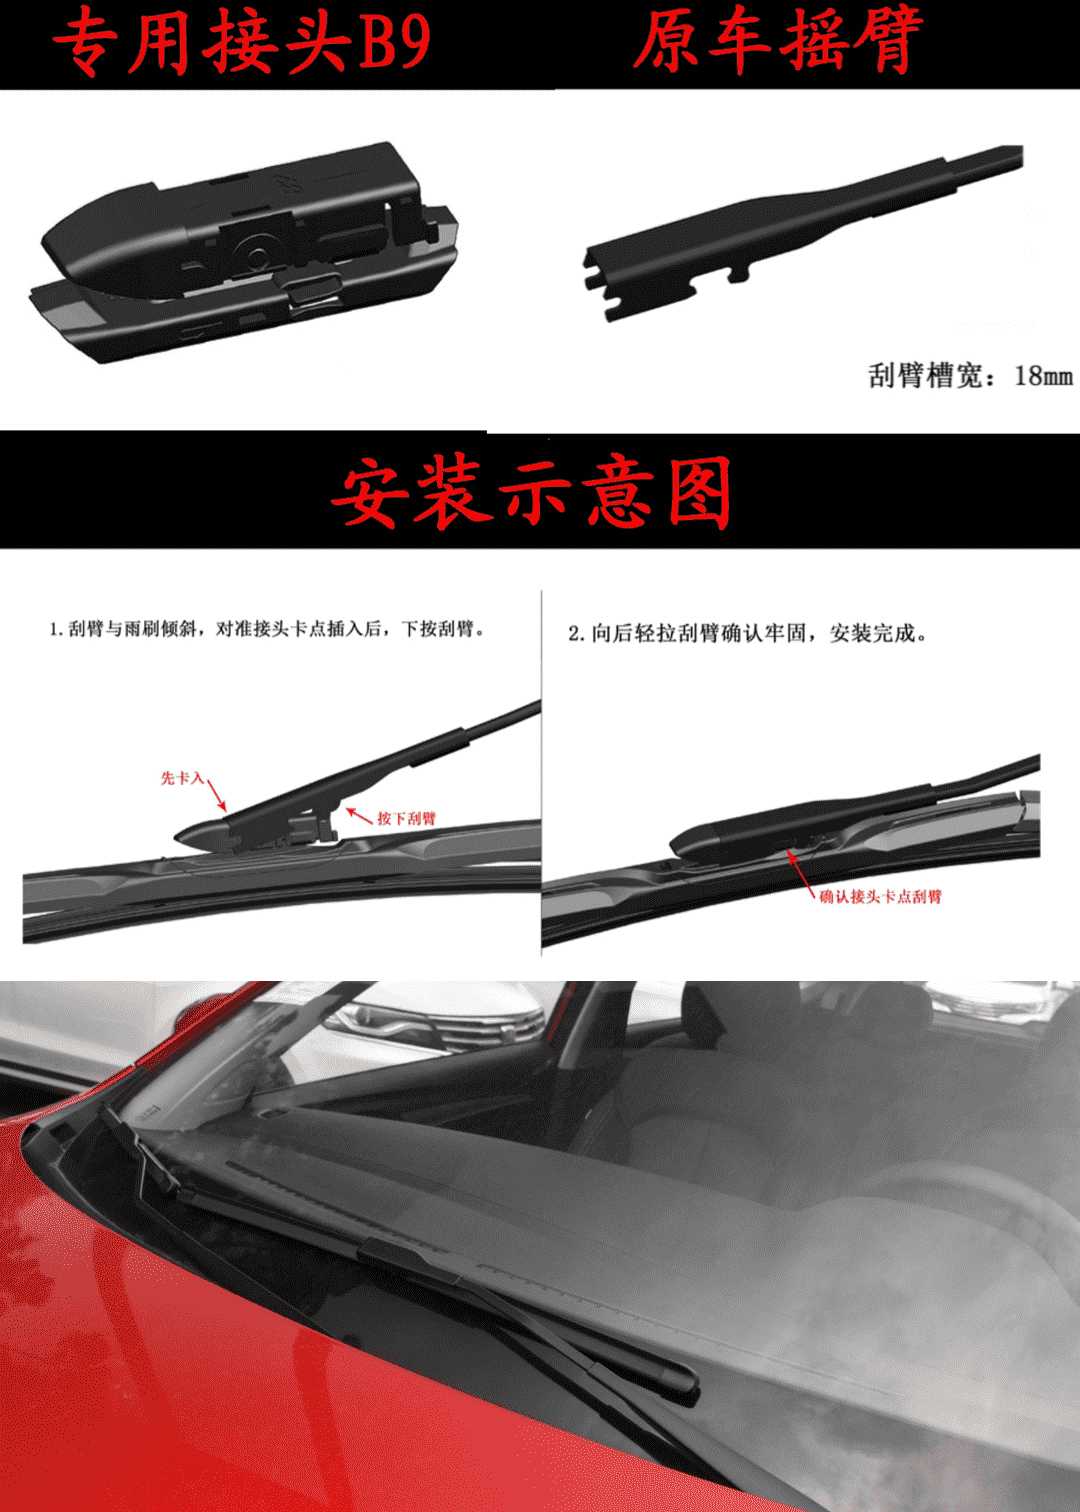 专用接头B9
原车摇臂
刮臂槽宽：18mm
安装示意图
1.刮臂与雨刷倾斜，对准接头卡点插入后，下按刮臂。
2.向后轻拉刮臂确认牢固，安装完成。
先卡入
按下刮臂
确认接头卡点刮臂